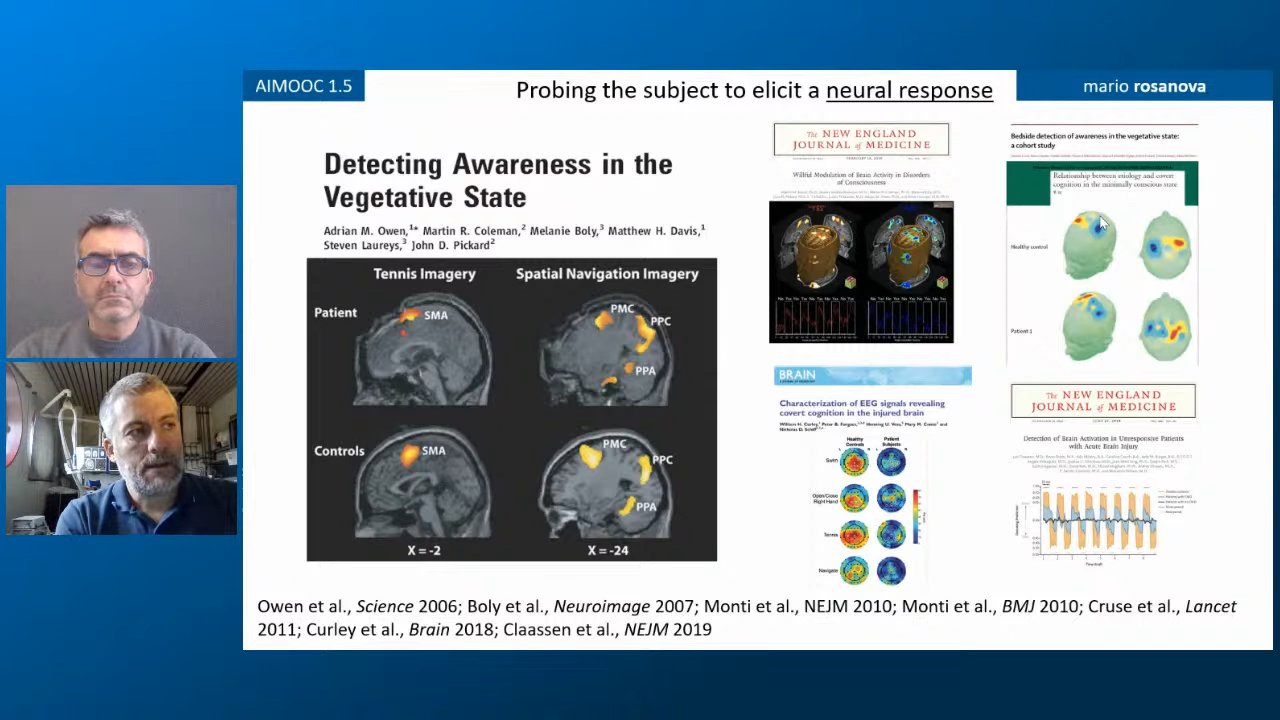 AIMOOC 1.5
Probing the subject to elicit a neural response
mario rosanova
Detecting Awareness in the
Vegetative State
Adrian M. Owen,1* Martin R. Coleman,2 Melanie Boly,3 Matthew H. Davis,1
Steven Laureys,3 John D. Pickard2
Tennis Imagery
Spatial Navigation Imagery
Patient
SMA
PMC
PPC
PPA
Controls
SMA
PMC
PPC
PPA
X = -2
X = -24
The NEW ENGLAND
JOURNAL of MEDICINE
Willful Modulation of Brain Activity in Disorders
of Consciousness
Bedside detection of awareness in the vegetative state:
a cohort study
Relationship between etiology and covert
cognition in the minimally conscious state
Healthy control
Patient 1
BRAIN
Characterization of EEG signals revealing
covert cognition in the injured brain
Healthy
Controls
Patient
Subjects
Swim
Open/Close
Right Hand
Tennis
Navigate
The NEW ENGLAND
JOURNAL of MEDICINE
Detection of Brain Activation in Unresponsive Patients
with Acute Brain Injury
Owen et al., Science 2006; Boly et al., Neuroimage 2007; Monti et al., NEJM 2010; Monti et al., BMJ 2010; Cruse et al., Lancet
2011; Curley et al., Brain 2018; Claassen et al., NEJM 2019